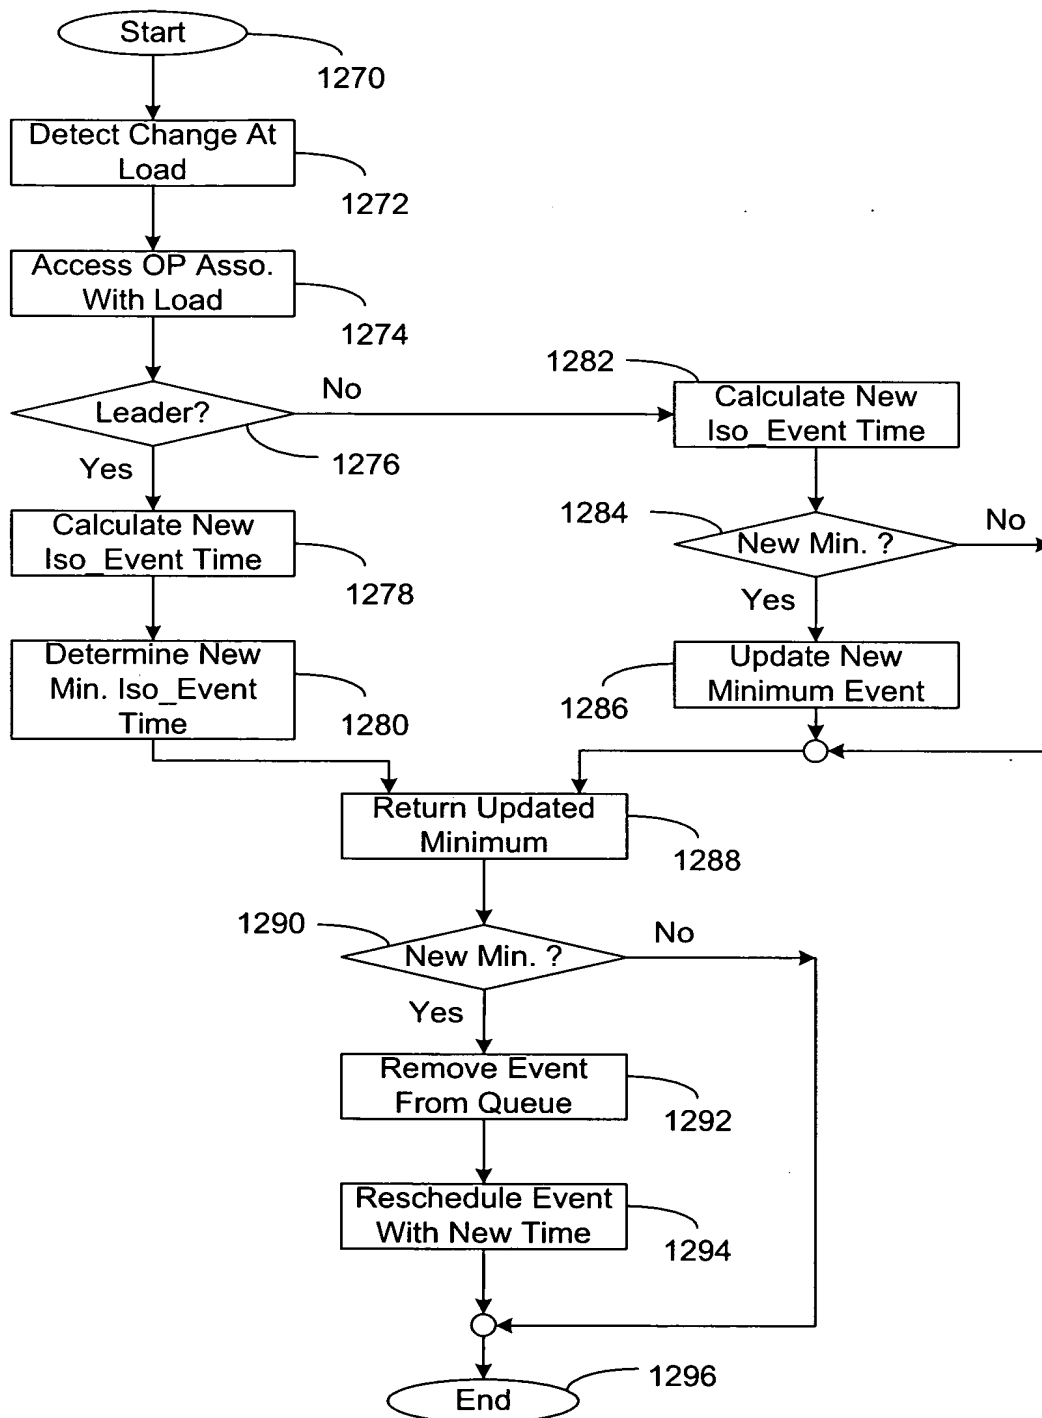 Start
1270
Detect Change At
Load
1272
Access OP Asso.
With Load
1274
Leader?
No
1276
Yes
1282
Calculate New
Iso_Event Time
Calculate New
Iso_Event Time
1278
1284
New Min. ?
No
Yes
Determine New
Min. Iso_Event
Time
1280
Update New
Minimum Event
1286
Return Updated
Minimum
1288
1290
New Min. ?
No
Yes
Remove Event
From Queue
1292
Reschedule Event
With New Time
1294
End
1296